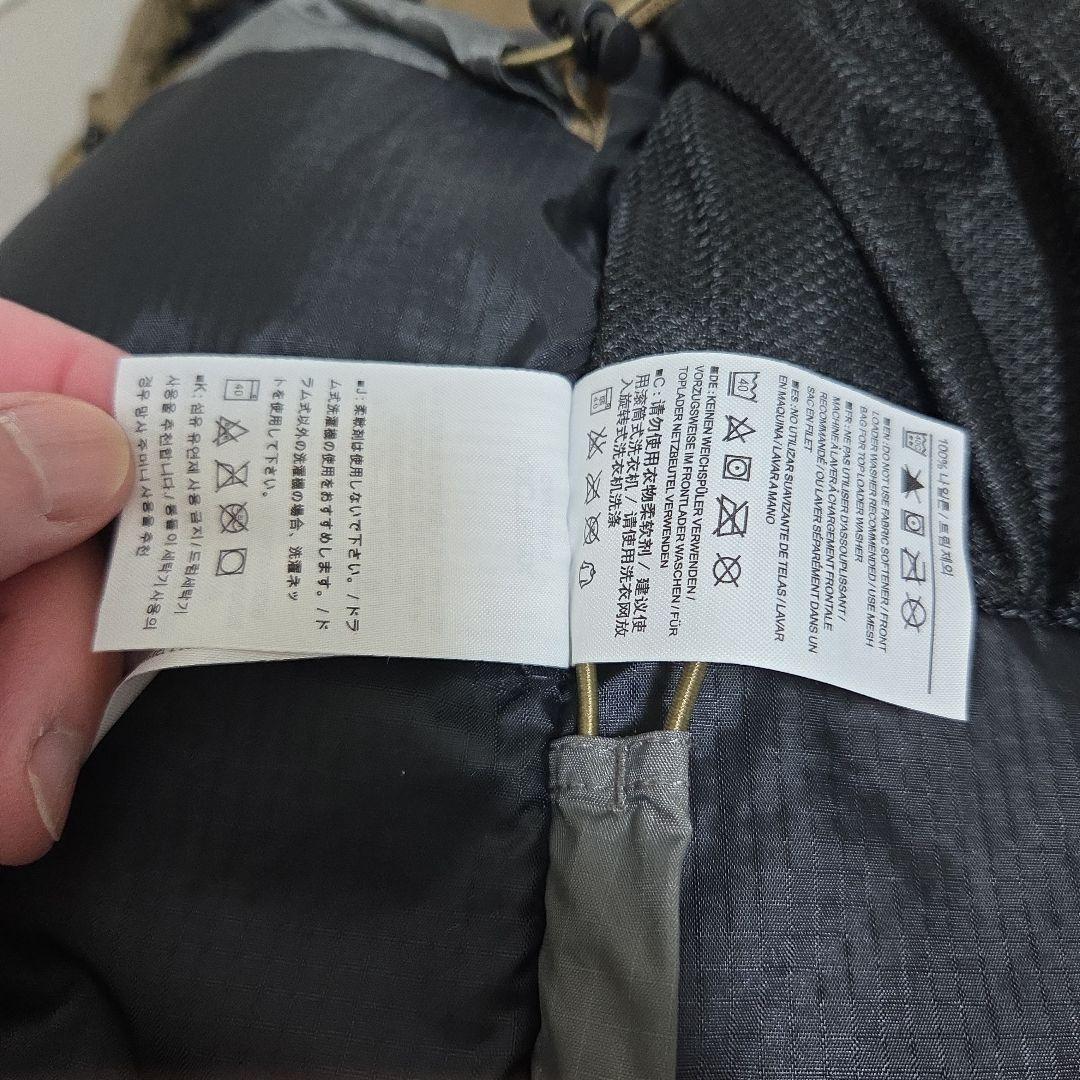 100% 나일론 / 트림 제외
■EN : DO NOT USE FABRIC SOFTENER / FRONT
LOADER WASHER RECOMMENDED / USE MESH
BAG TOP LOADER WASHER
■FR : NE PAS UTILISER D'ASSOUPLISSANT /
MACHINE À LAVER À CHARGEMENT FRONTALE
RECOMMANDÉ / OU LAVER SÉPARÉMENT DANS UN
SAC EN FILET
■ES : NO UTILIZAR SUAVIZANTE DE TELAS / LAVAR
EN MAQUINA / LAVAR A MANO
40
■DE: KEINEN WEICHSPÜLER VERWENDEN /
VORZUGSWEISE IM FRONTLADER WASCHEN / FÜR
TOPLADER NETZBEUTEL VERWENDEN
■C : 请勿使用衣物柔软剂 / 建议使
用滚筒式洗衣机 / 请使用洗衣网放
入旋转式洗衣机洗涤
■J : 柔軟剤は使用しないで下さい。/ ドラ
ム式洗濯機の使用をおすすめします。/ ド
ラム式以外の洗濯機の場合、洗濯ネッ
トを使用して下さい。
40
■K : 섬유 유연제 사용 금지 / 드럼세탁기
사용을 추천합니다 / 통돌이 세탁기 사용의
경우 망사 주머니 사용을 추천